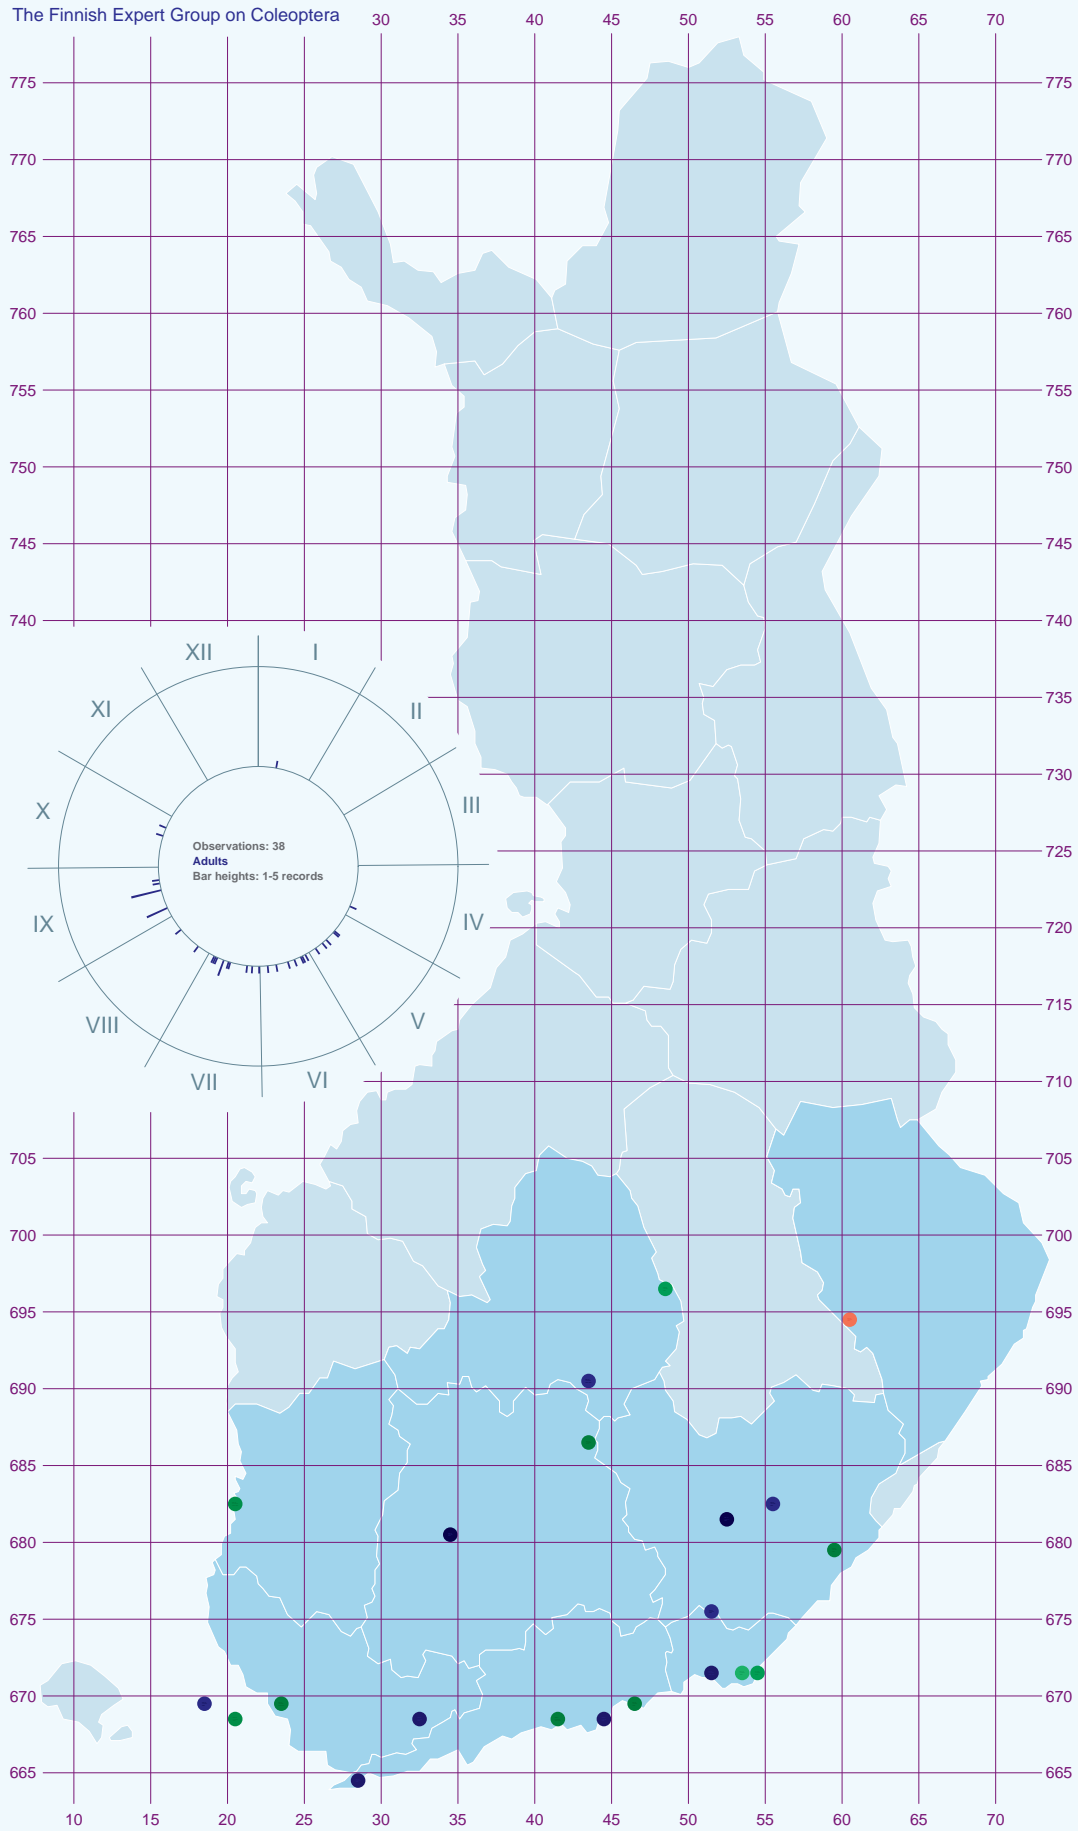 The Finnish Expert Group on Coleoptera
30 35 40 45 50 55 60 65 70
775 775
770 770
765 765
760 760
755 755
750 750
745 745
740 740
XII I
735
XI II
730
X III
Observations: 38
Adults
Bar heights: 1-5 records
725
IX IV 720
715
VIII V
VII VI
710
705 705
700 700
695 695
690 690
685 685
680 680
675 675
670 670
665 665
10 15 20 25 30 35 40 45 50 55 60 65 70